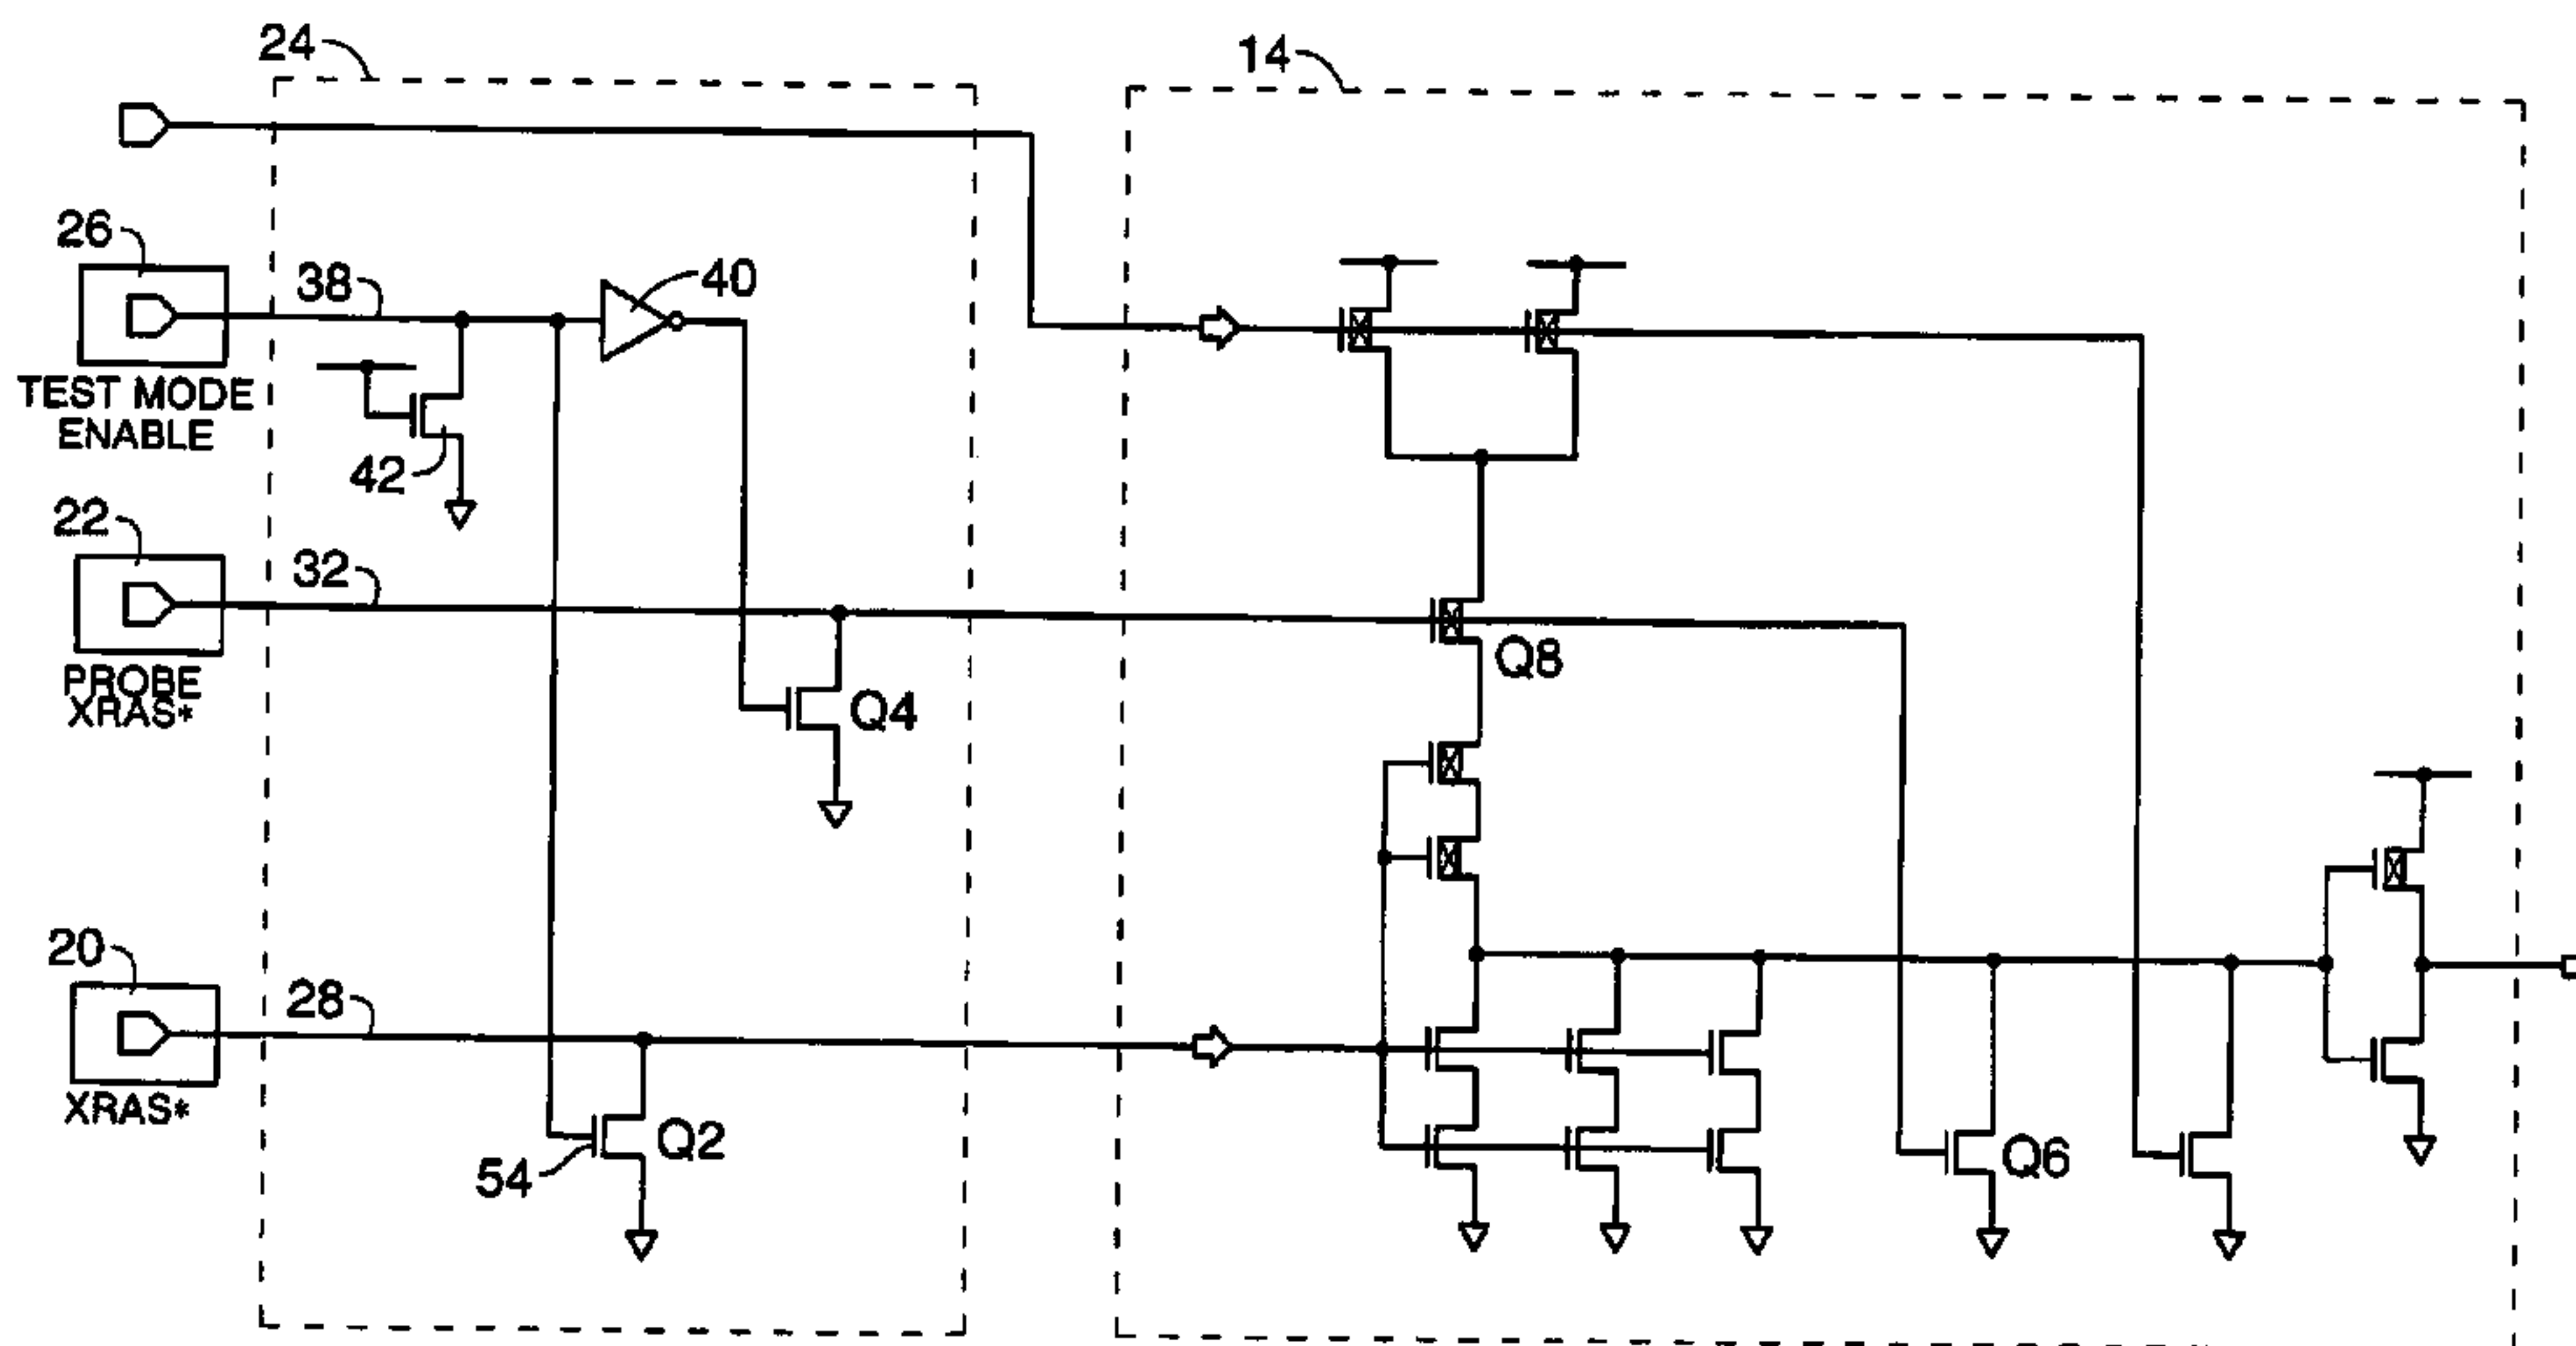 24
14
26
38
40
TEST MODE
ENABLE
42
22
32
PROBE
XRAS*
Q8
Q4
20
28
XRAS*
54
Q2
Q6